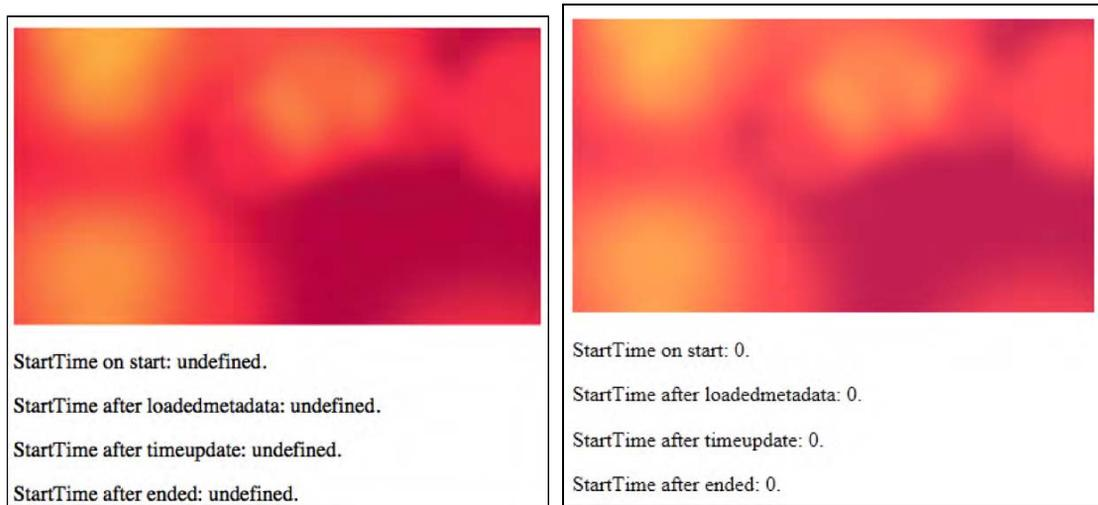 StartTime on start: undefined.
StartTime after loadedmetadata: undefined.
StartTime after timeupdate: undefined.
StartTime after ended: undefined.
StartTime on start: 0.
StartTime after loadedmetadata: 0.
StartTime after timeupdate: 0.
StartTime after ended: 0.